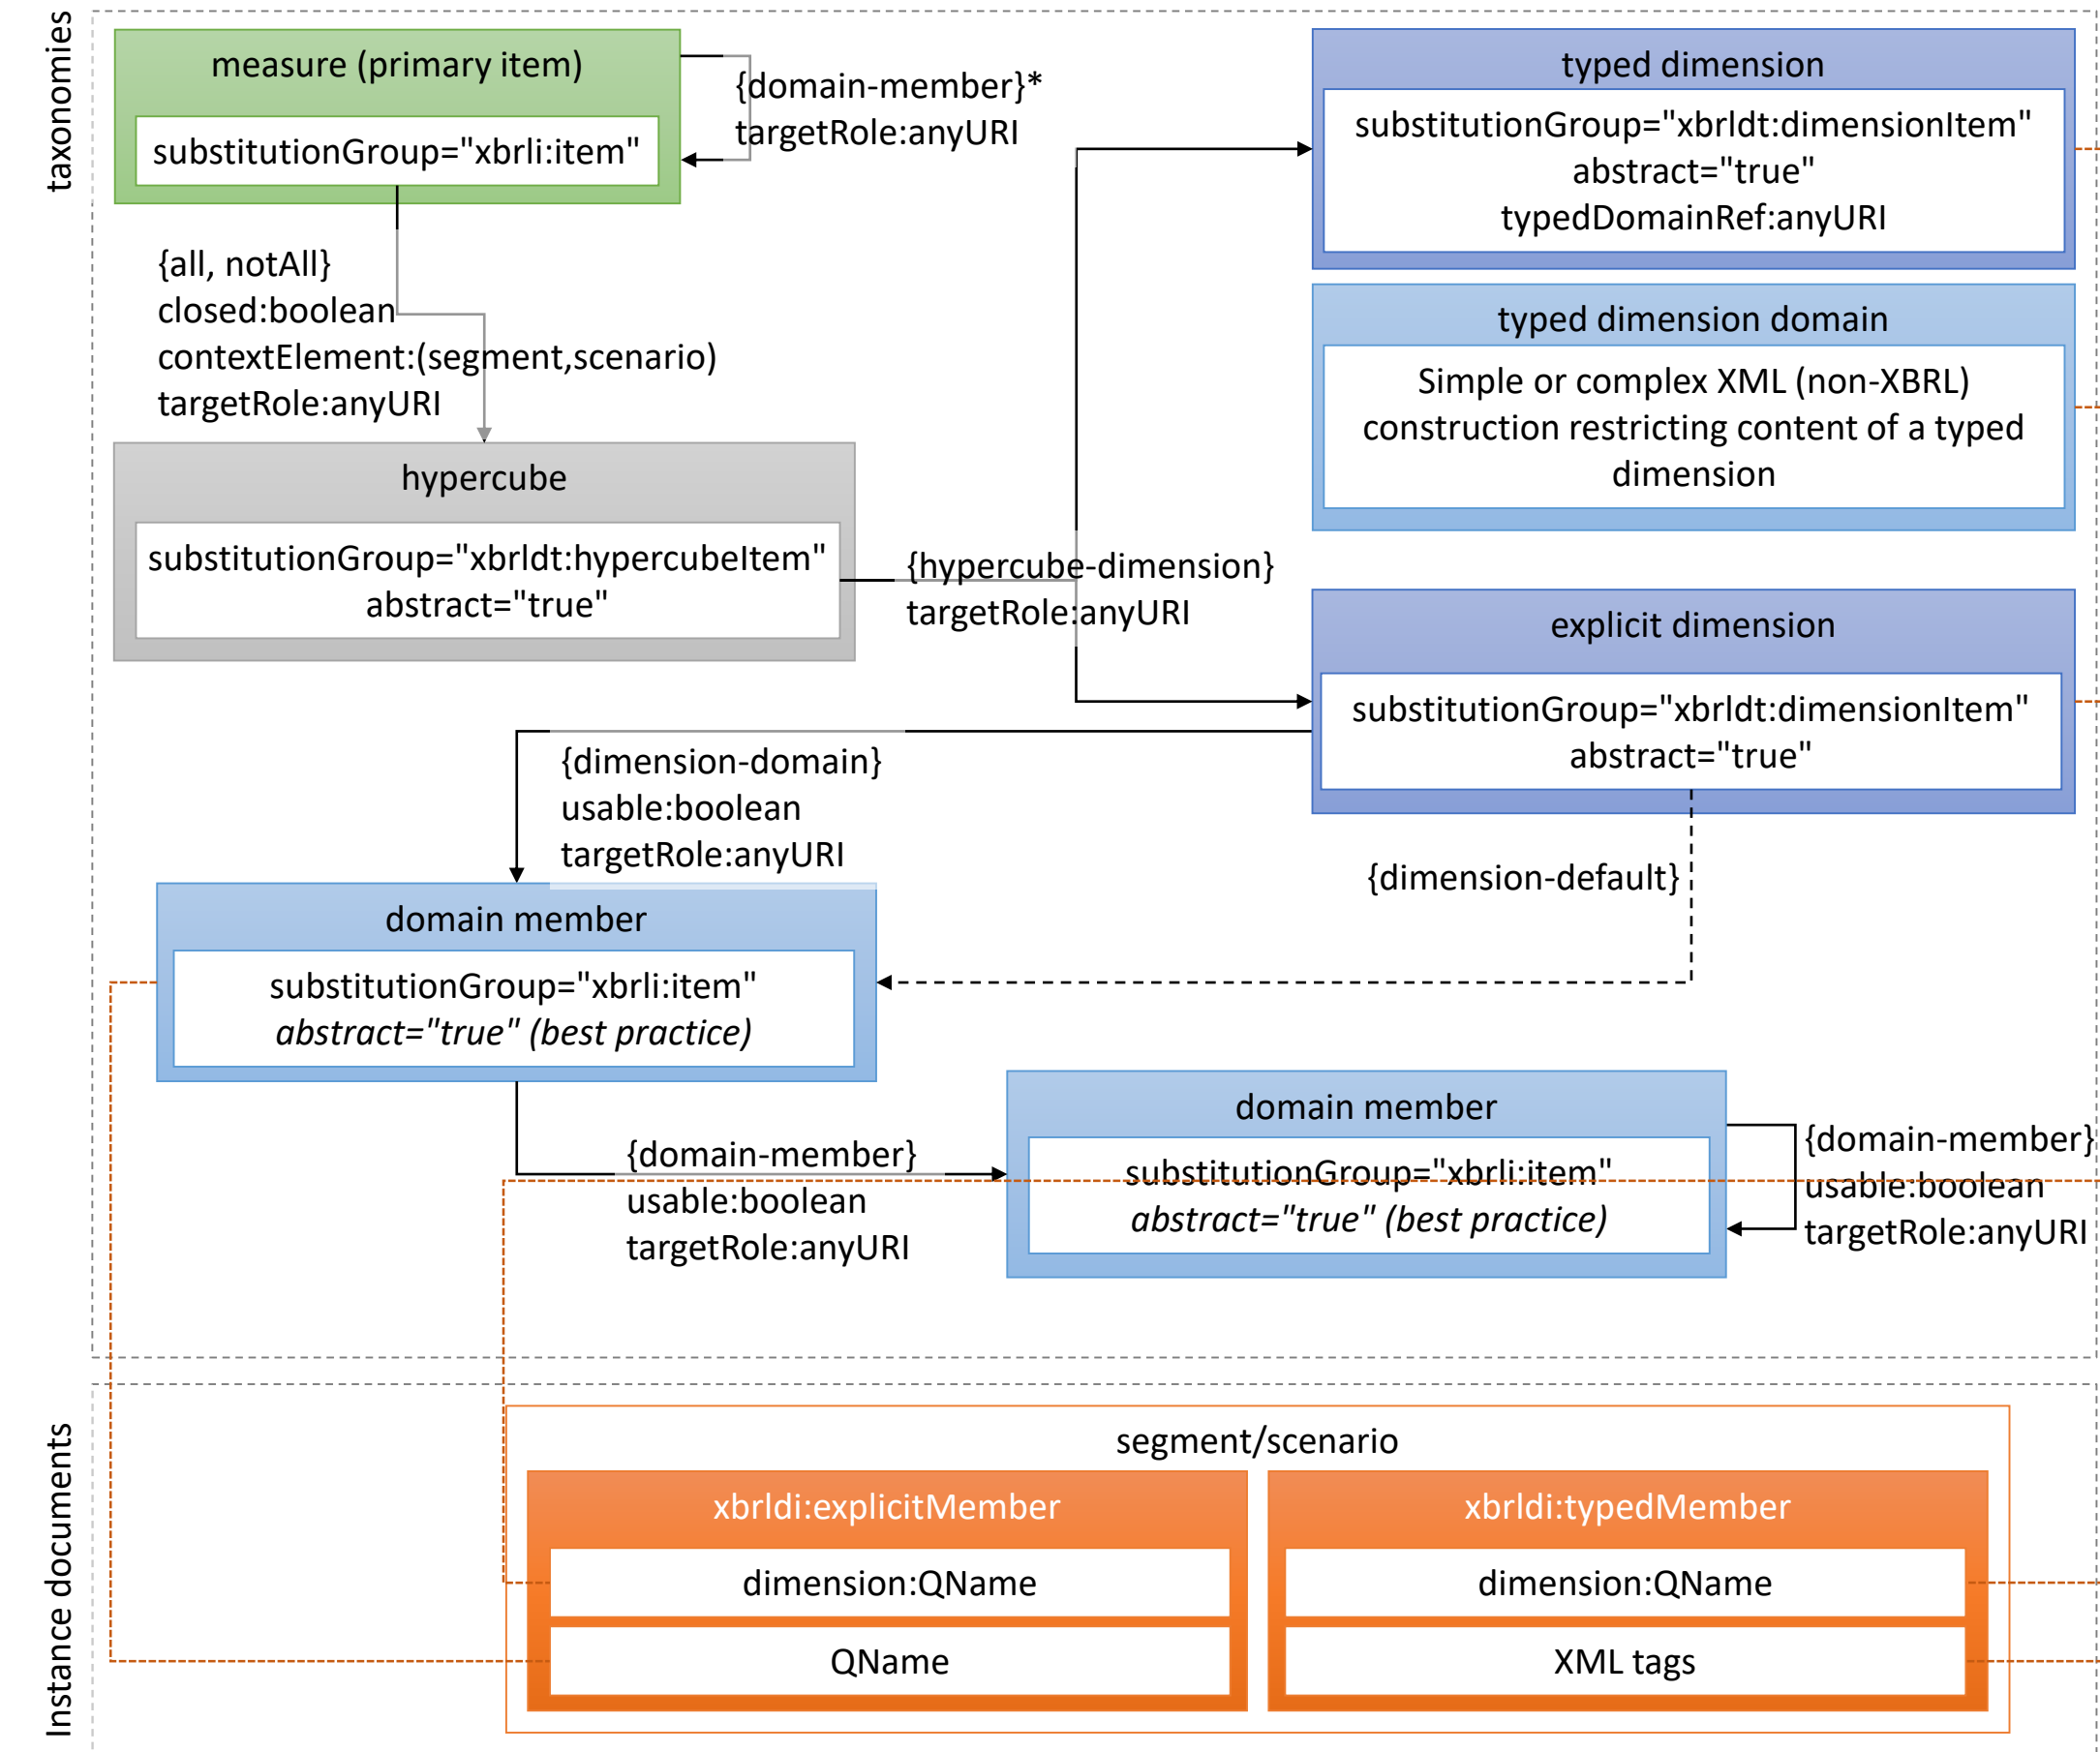 taxonomies
measure (primary item)
substitutionGroup="xbrli:item"
{domain-member}*
targetRole:anyURI
typed dimension
substitutionGroup="xbrldt:dimensionItem"
abstract="true"
typedDomainRef:anyURI
{all, notAll}
closed:boolean
contextElement:(segment,scenario)
targetRole:anyURI
typed dimension domain
Simple or complex XML (non-XBRL)
construction restricting content of a typed
dimension
hypercube
substitutionGroup="xbrldt:hypercubeItem"
abstract="true"
{hypercube-dimension}
targetRole:anyURI
explicit dimension
substitutionGroup="xbrldt:dimensionItem"
abstract="true"
{dimension-domain}
usable:boolean
targetRole:anyURI
{dimension-default}
domain member
substitutionGroup="xbrli:item"
abstract="true" (best practice)
{domain-member}
usable:boolean
targetRole:anyURI
domain member
substitutionGroup="xbrli:item"
abstract="true" (best practice)
{domain-member}
usable:boolean
targetRole:anyURI
Instance documents
segment/scenario
xbrldi:explicitMember
dimension:QName
QName
xbrldi:typedMember
dimension:QName
XML tags